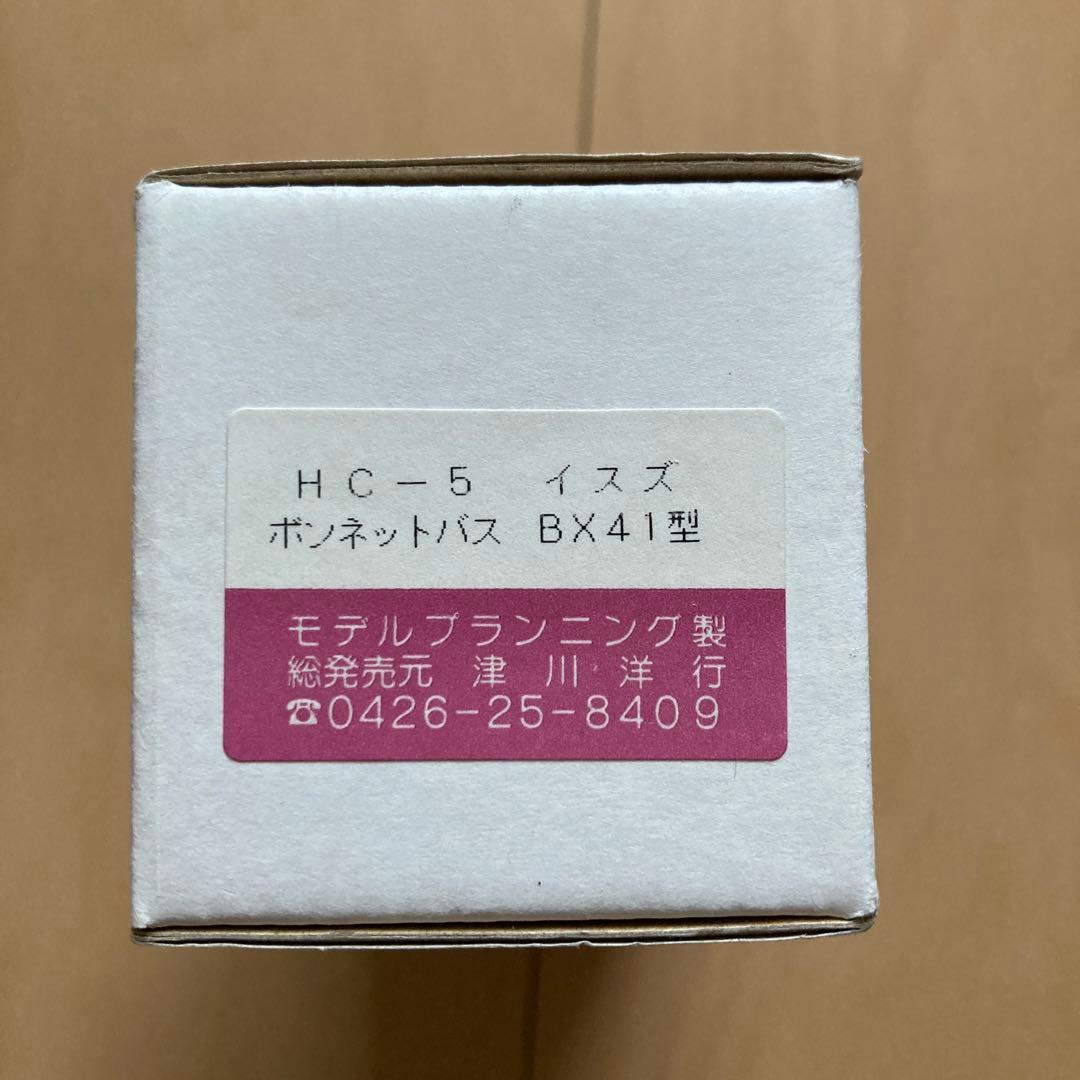 HC-5 イスズ
ボンネットバス BX41型
モデルプランニング製
総発売元 津川洋行
☎0426-25-8409